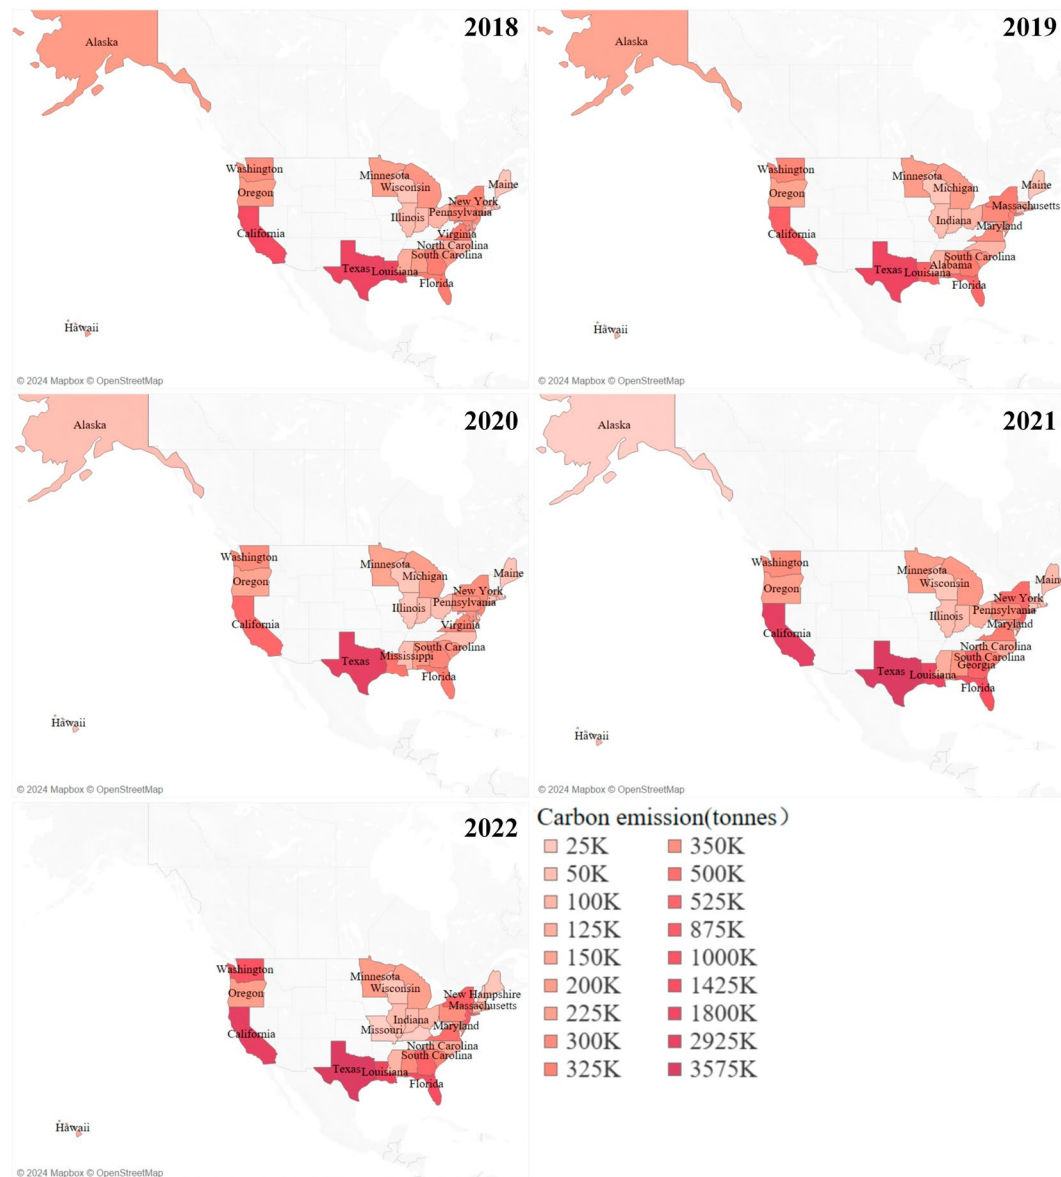 2018
Alaska
Washington
Minnesota
Maine
Wisconsin
Oregon
New York
Illinois
Pennsylvania
California
Virginia
North Carolina
South Carolina
Texas
Louisiana
Florida
Hawaii
© 2024 Mapbox © OpenStreetMap
2019
Alaska
Washington
Minnesota
Maine
Michigan
Oregon
Massachusetts
Indiana
Maryland
California
South Carolina
Alabama
Texas
Louisiana
Florida
Hawaii
© 2024 Mapbox © OpenStreetMap
2020
Alaska
Washington
Minnesota
Maine
Michigan
Oregon
New York
Illinois
Pennsylvania
California
Virginia
South Carolina
Mississippi
Texas
Florida
Hawaii
© 2024 Mapbox © OpenStreetMap
2021
Alaska
Washington
Minnesota
Main
Wisconsin
Oregon
New York
Illinois
Pennsylvania
Maryland
California
North Carolina
South Carolina
Georgia
Texas
Louisiana
Florida
Hawaii
© 2024 Mapbox © OpenStreetMap
2022
Washington
Minnesota
Wisconsin
New Hampshire
Oregon
Massachusetts
Indiana
Missouri
Maryland
California
North Carolina
South Carolina
Texas
Louisiana
Florida
Hawaii
© 2024 Mapbox © OpenStreetMap
Carbon emission(tonnes）
25K
50K
100K
125K
150K
200K
225K
300K
325K
350K
500K
525K
875K
1000K
1425K
1800K
2925K
3575K